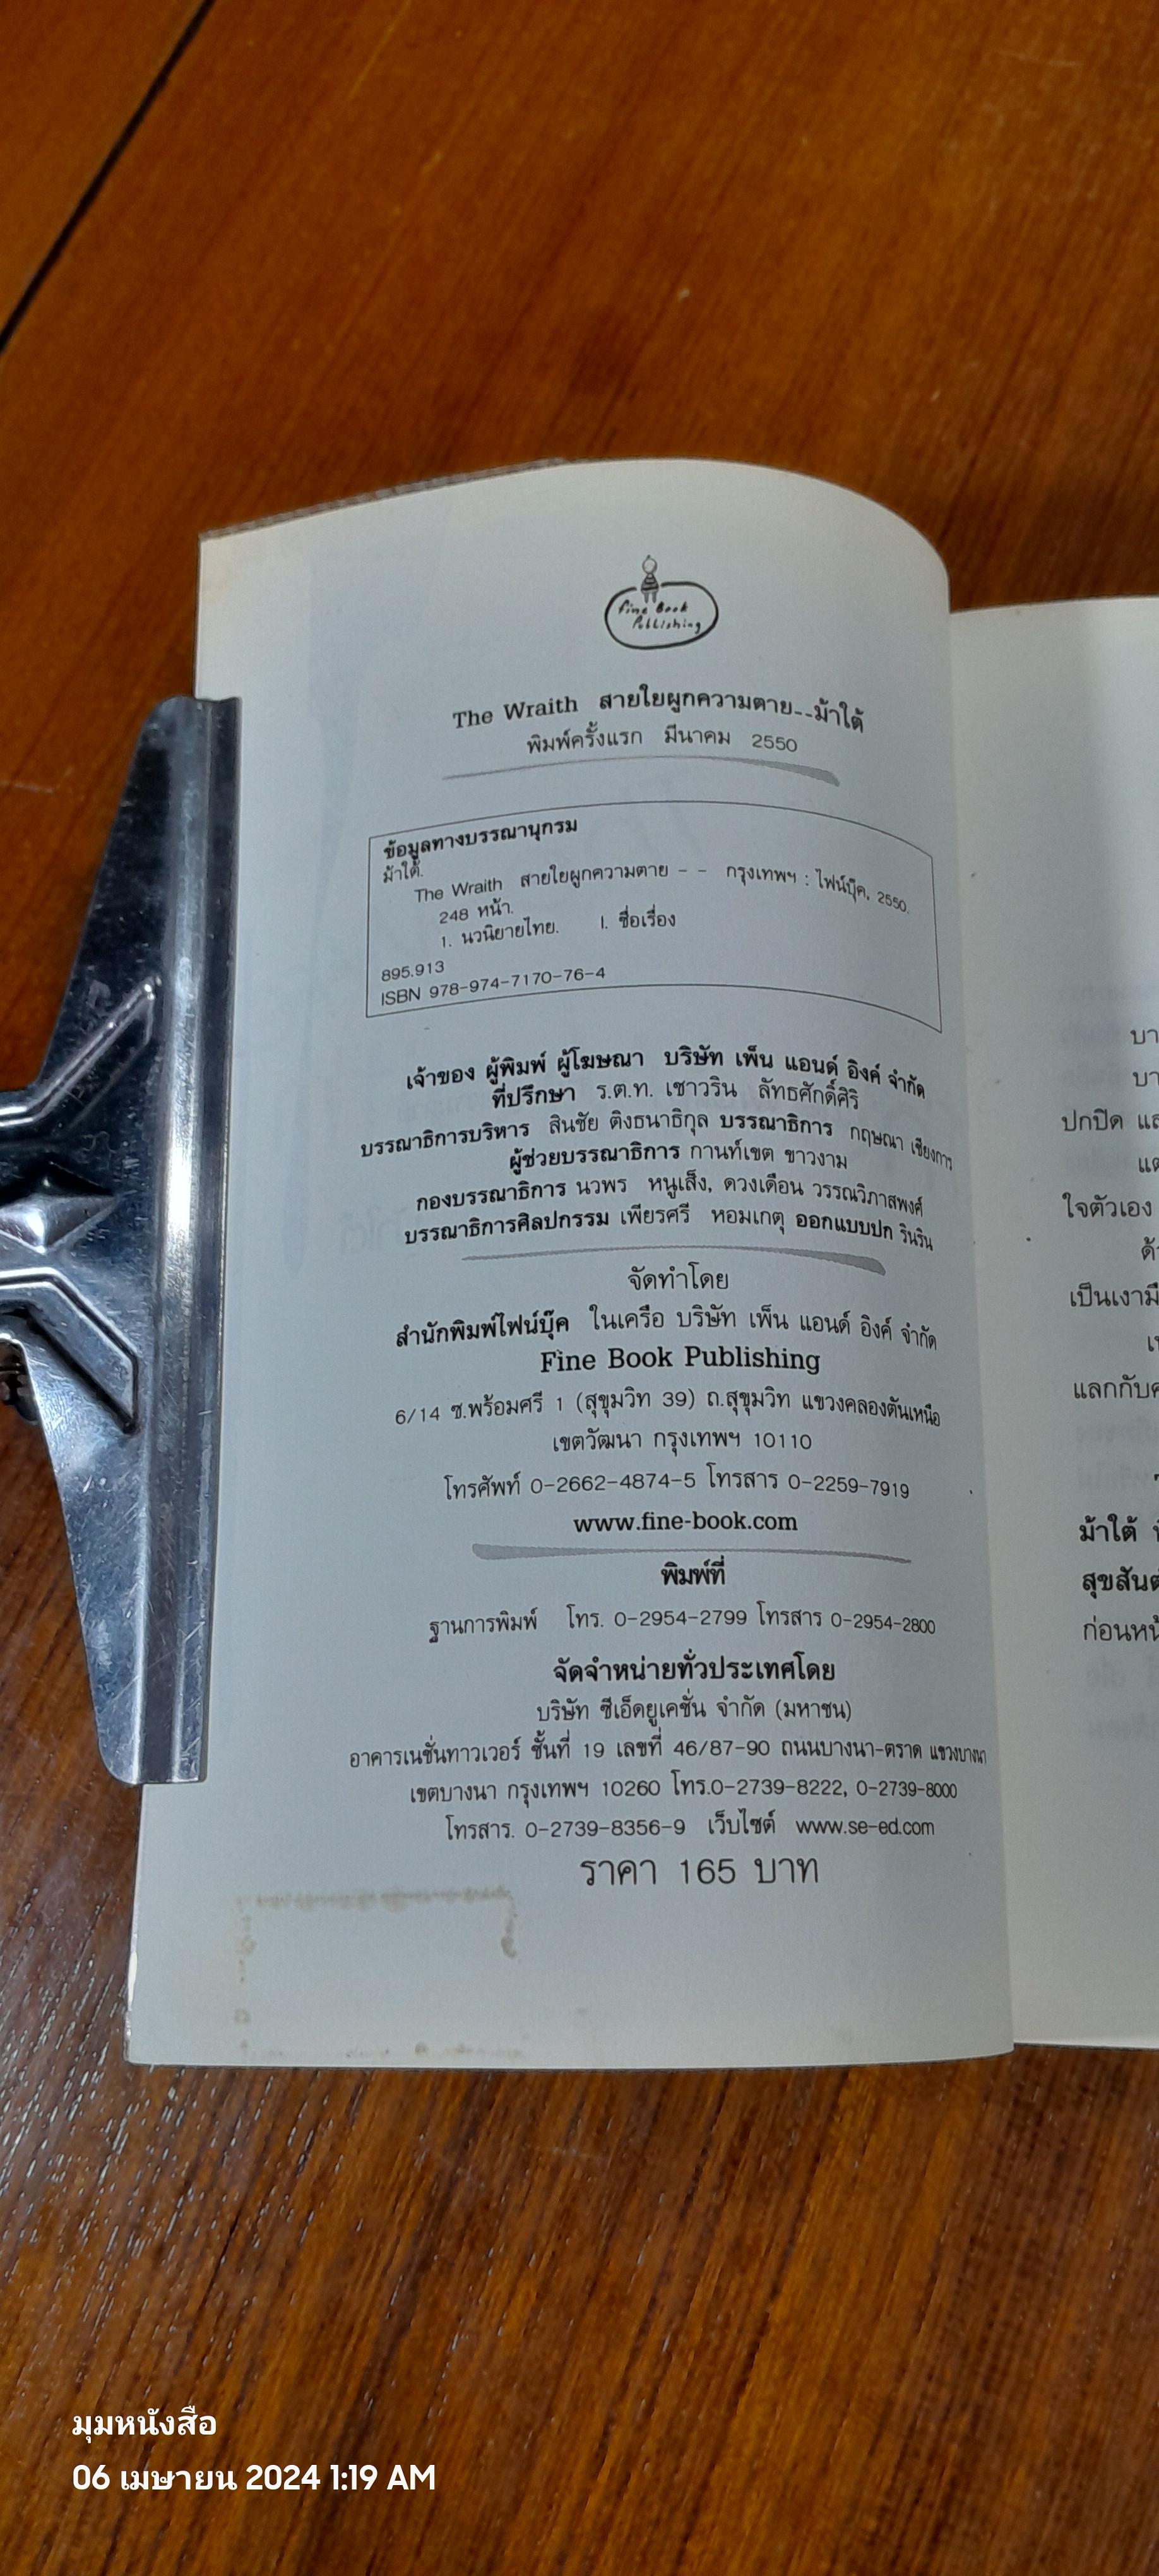 Fine Book
Publishing
The Wraith สายใยผูกความตาย--ม้าใต้
พิมพ์ครั้งแรก มีนาคม 2550
ข้อมูลทางบรรณานุกรม
ม้าใต้.
The Wraith สายใยผูกความตาย - - กรุงเทพฯ : ไฟน์บุ๊ค, 2550.
248 หน้า.
1. นวนิยายไทย. I. ชื่อเรื่อง
895.913
ISBN 978-974-7170-76-4
เจ้าของ ผู้พิมพ์ ผู้โฆษณา บริษัท เพ็น แอนด์ อิงค์ จำกัด
ที่ปรึกษา ร.ต.ท. เชาวริน ลัทธศักดิ์ศิริ
บรรณาธิการบริหาร สินชัย ติงธนาธิกุล บรรณาธิการ กฤษณา เชียงการ
ผู้ช่วยบรรณาธิการ กานท์เขต ขาวงาม
กองบรรณาธิการ นวพร หนูเส็ง, ดวงเดือน วรรณวิภาสพงศ์
บรรณาธิการศิลปกรรม เพียรศรี หอมเกตุ ออกแบบปก รินริน
จัดทำโดย
สำนักพิมพ์ไฟน์บุ๊ค ในเครือ บริษัท เพ็น แอนด์ อิงค์ จำกัด
Fine Book Publishing
6/14 ซ.พร้อมศรี 1 (สุขุมวิท 39) ถ.สุขุมวิท แขวงคลองตันเหนือ
เขตวัฒนา กรุงเทพฯ 10110
โทรศัพท์ 0-2662-4874-5 โทรสาร 0-2259-7919
www.fine-book.com
พิมพ์ที่
ฐานการพิมพ์ โทร. 0-2954-2799 โทรสาร 0-2954-2800
จัดจำหน่ายทั่วประเทศโดย
บริษัท ซีเอ็ดยูเคชั่น จำกัด (มหาชน)
อาคารเนชั่นทาวเวอร์ ชั้นที่ 19 เลขที่ 46/87-90 ถนนบางนา-ตราด แขวงบางนา
เขตบางนา กรุงเทพฯ 10260 โทร.0-2739-8222, 0-2739-8000
โทรสาร. 0-2739-8356-9 เว็บไซต์ www.se-ed.com
ราคา 165 บาท
ปกปิด
ใจตัวเอง
ม้าใต้
มุมหนังสือ
06 เมษายน 2024 1:19 AM